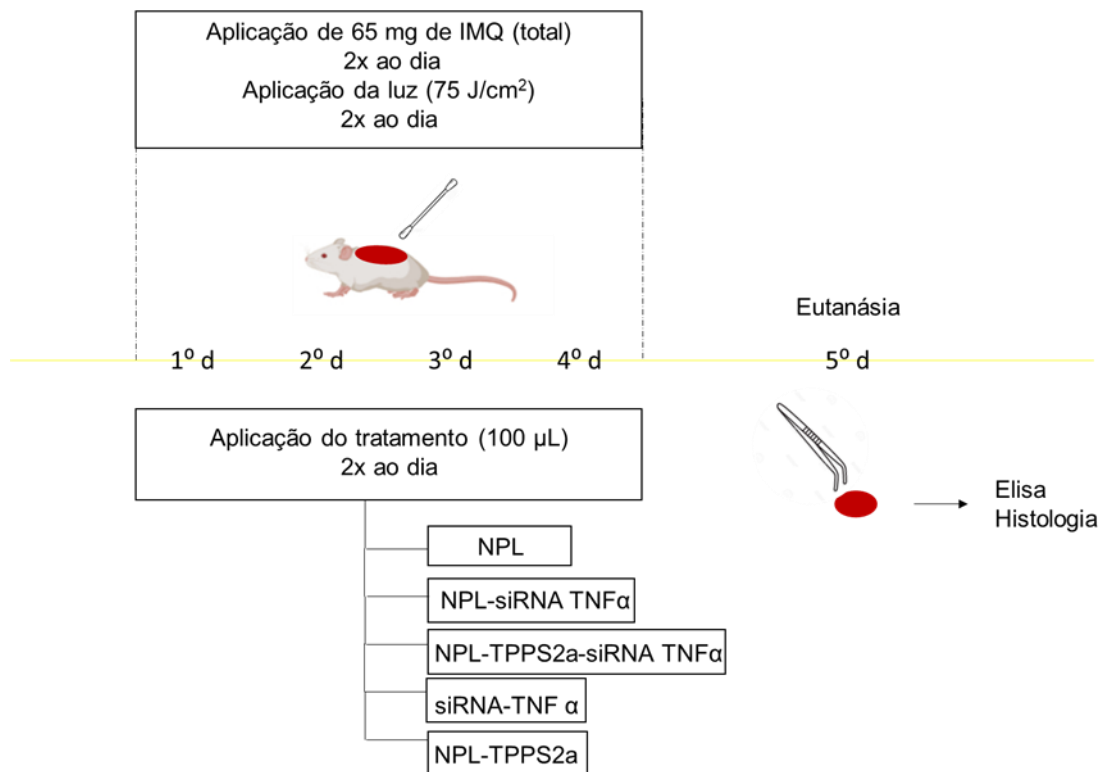 Aplicação de 65 mg de IMQ (total)
2x ao dia
Aplicação da luz (75 J/cm²)
2x ao dia
Eutanásia
1º d
2º d
3º d
4º d
5º d
Aplicação do tratamento (100 µL)
2x ao dia
Elisa
Histologia
NPL
NPL-siRNA TNFα
NPL-TPPS2a-siRNA TNFα
siRNA-TNF α
NPL-TPPS2a